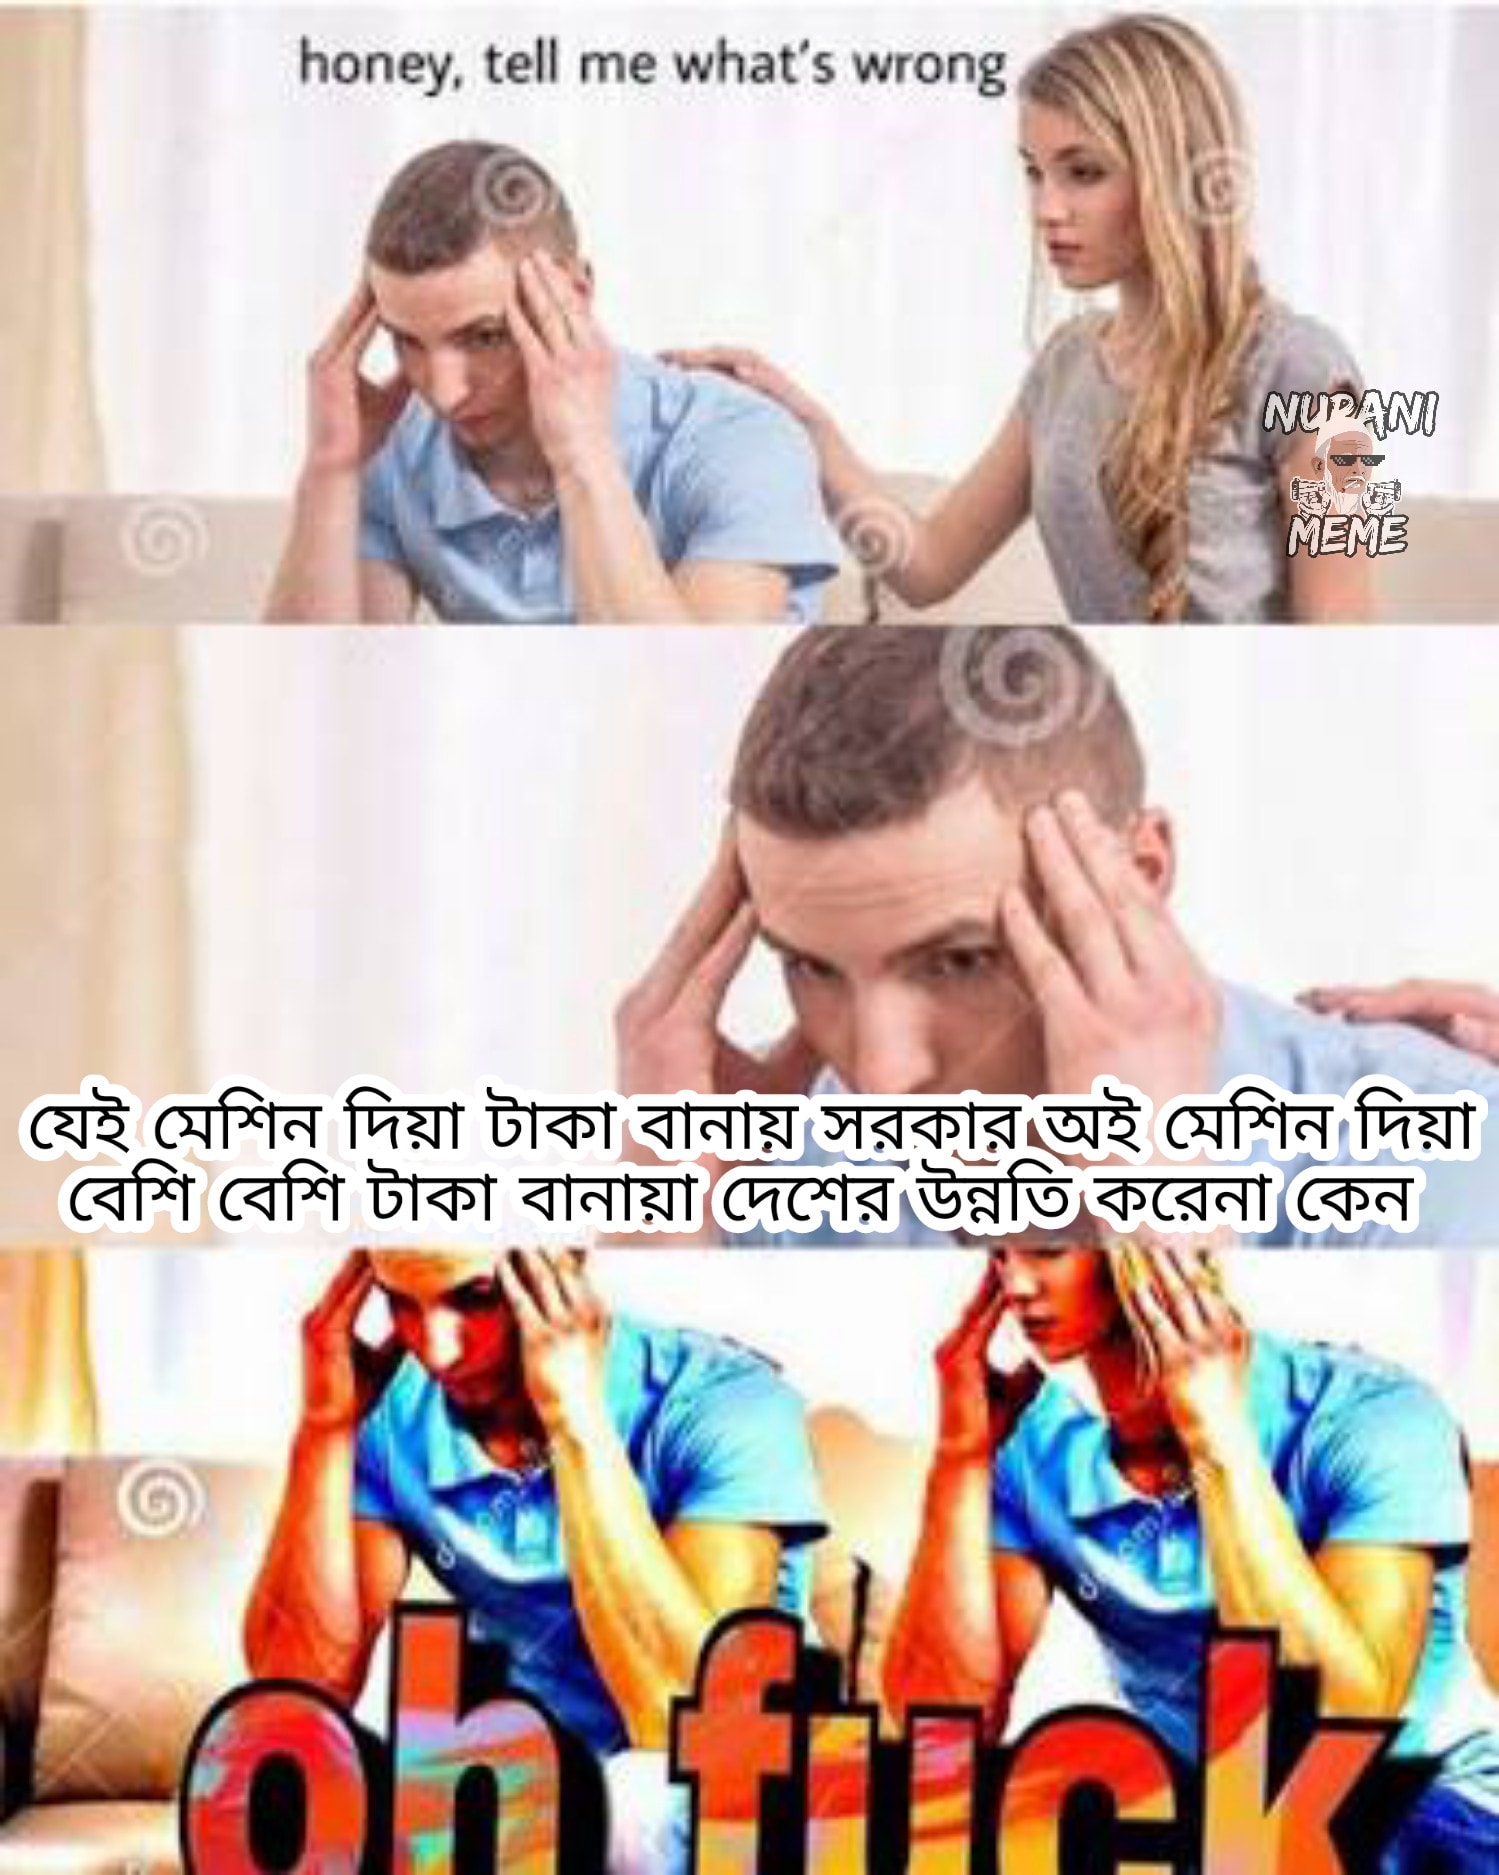 honey, tell me what's wrong
NURANI
MEME
যেই মেশিন দিয়া টাকা বানায় সরকার অই মেশিন দিয়া
বেশি বেশি টাকা বানায়া দেশের উন্নতি করেনা কেন
oh fuck